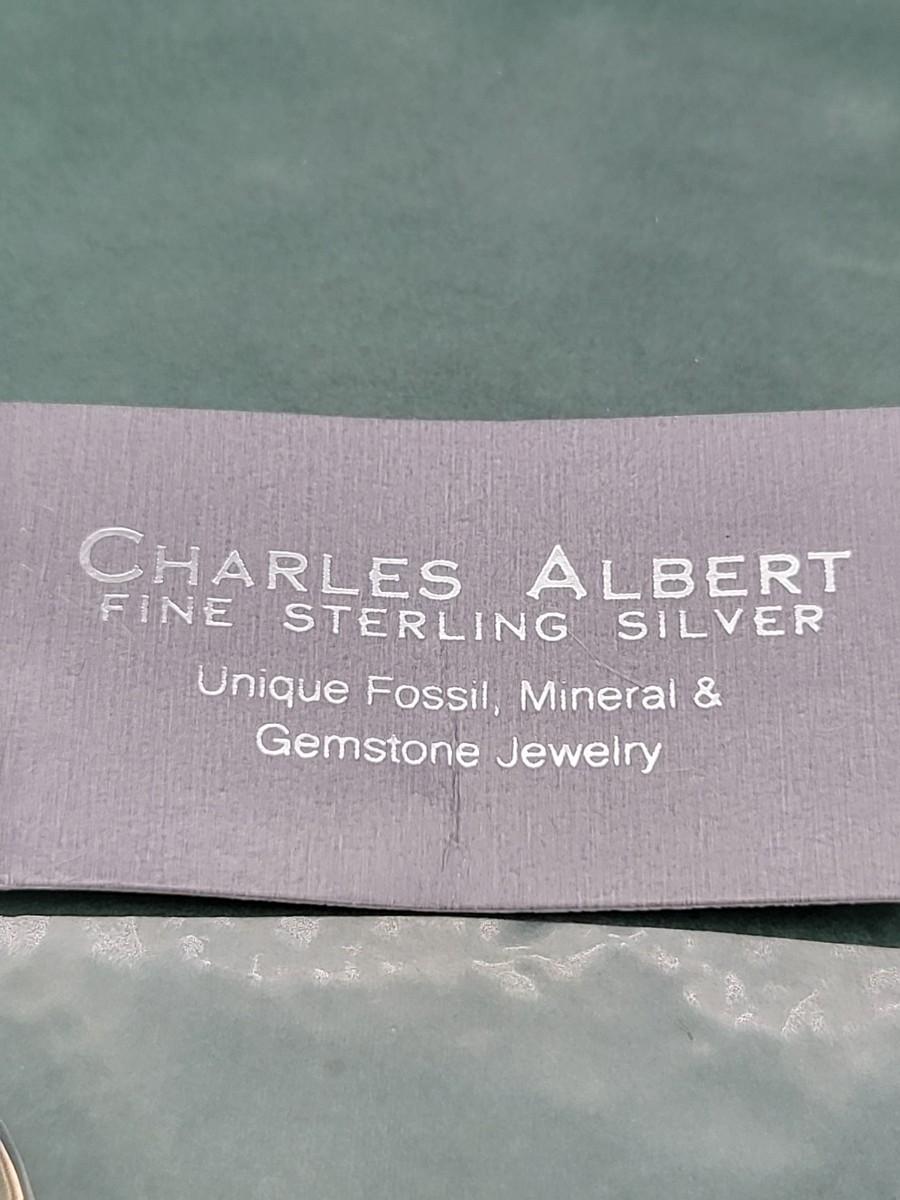 CHARLES ALBERT
FINE STERLING SILVER
Unique Fossil, Mineral &
Gemstone Jewelry